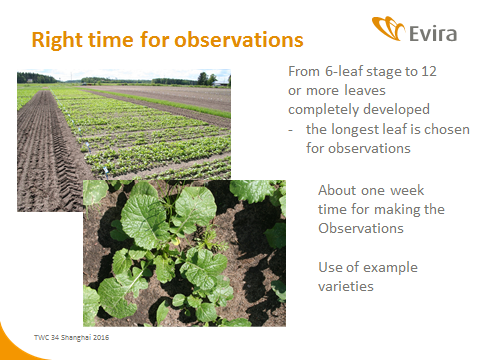 Right time for observations
Evira
From 6-leaf stage to 12
or more leaves
completely developed
- the longest leaf is chosen
for observations
About one week
time for making the
Observations
Use of example
varieties
TWC 34 Shanghai 2016